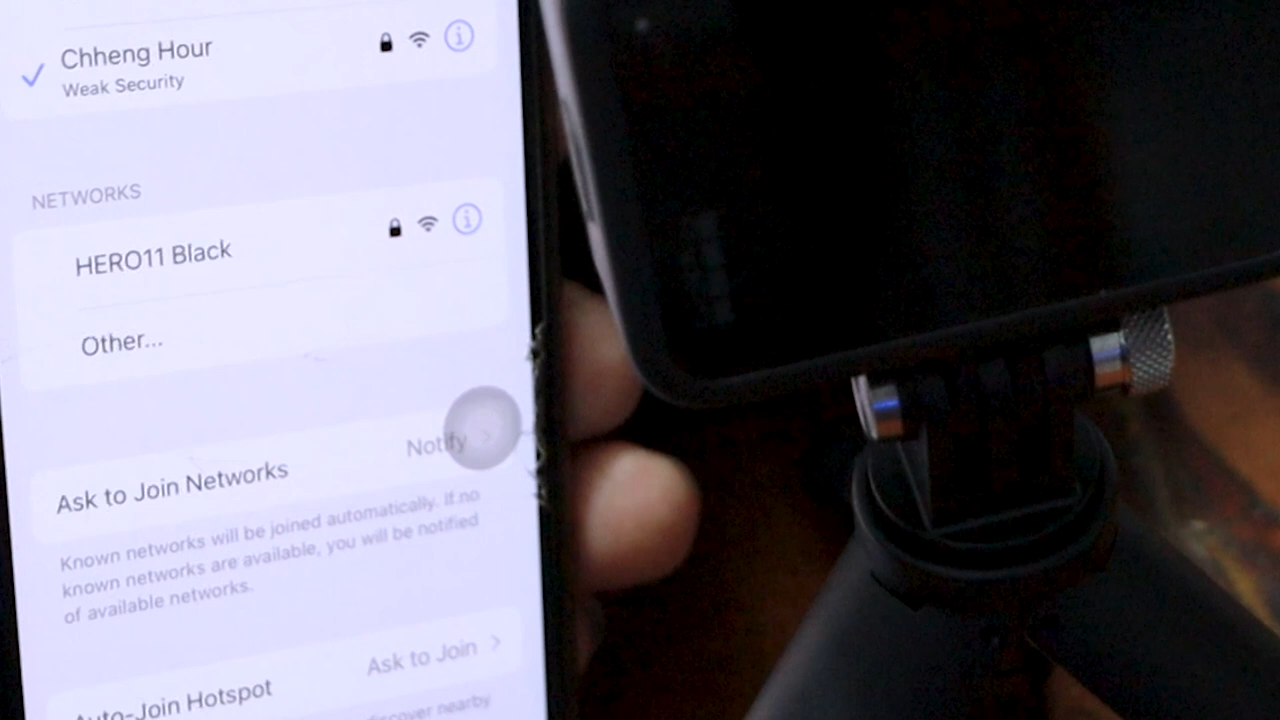 Chheng Hour
Weak Security
NETWORKS
HERO11 Black
Other...
Notify
Ask to Join Networks
Known networks will be joined automatically. If no
known networks are available, you will be notified
of available networks.
Ask to Join
Auto-Join Hotspot
discover nearby